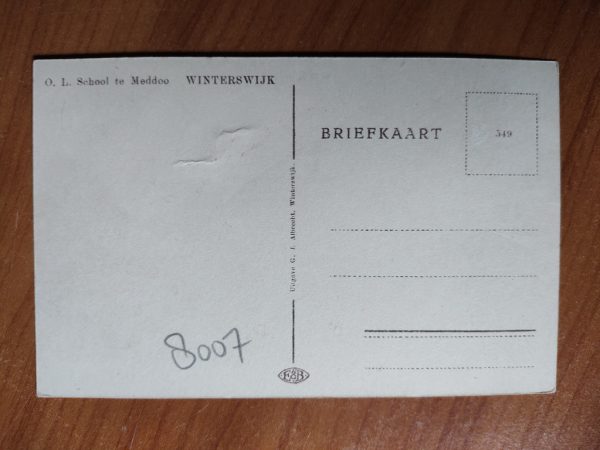 O. L. School te Meddoo WINTERSWIJK
BRIEFKAART
549
Uitgave G. J. Albrecht, Winterswijk.
8007
E&B